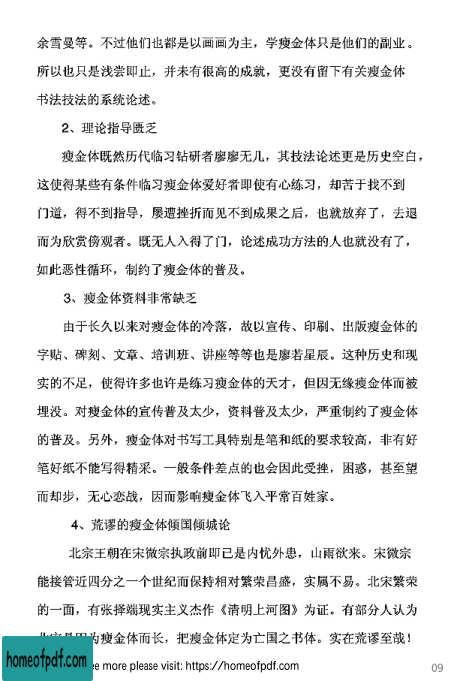 余雪曼等。不过他们也都是以画画为主，学瘦金体只是他们的副业。
所以也只是浅尝即止，并未有很高的成就，更没有留下有关瘦金体
书法技法的系统论述。
2、理论指导匮乏
瘦金体既然历代临习钻研者廖廖无几，其技法论述更是历史空白，
这使得某些有条件临习瘦金体爱好者即使有心练习，却苦于找不到
门道，得不到指导，屡遭挫折而见不到成果之后，也就放弃了，去退
而为欣赏傍观者。既无人入得了门，论述成功方法的人也就没有了，
如此恶性循环，制约了瘦金体的普及。
3、瘦金体资料非常缺乏
由于长久以来对瘦金体的冷落，故以宣传、印刷、出版瘦金体的
字贴、碑刻、文章、培训班、讲座等等也是廖若星辰。这种历史和现
实的不足，使得许多也许是练习瘦金体的天才，但因无缘瘦金体而被
埋没。对瘦金体的宣传普及太少，资料普及太少，严重制约了瘦金体
的普及。另外，瘦金体对书写工具特别是笔和纸的要求较高，非有好
笔好纸不能写得精采。一般条件差点的也会因此受挫，困惑，甚至望
而却步，无心恋战，因而影响瘦金体飞入平常百姓家。
4、荒谬的瘦金体倾国倾城论
北宗王朝在宋微宗执政前即已是内忧外患，山雨欲来。宋微宗
能接管近四分之一个世纪而保持相对繁荣昌盛，实属不易。北宋繁荣
的一面，有张择端现实主义杰作《清明上河图》为证。有部分人认为
为瘦金体而长，把瘦金体定为亡国之书体。实在荒谬至哉！
homeofpdf.com
ee more please visit: https://homeofpdf.com
09